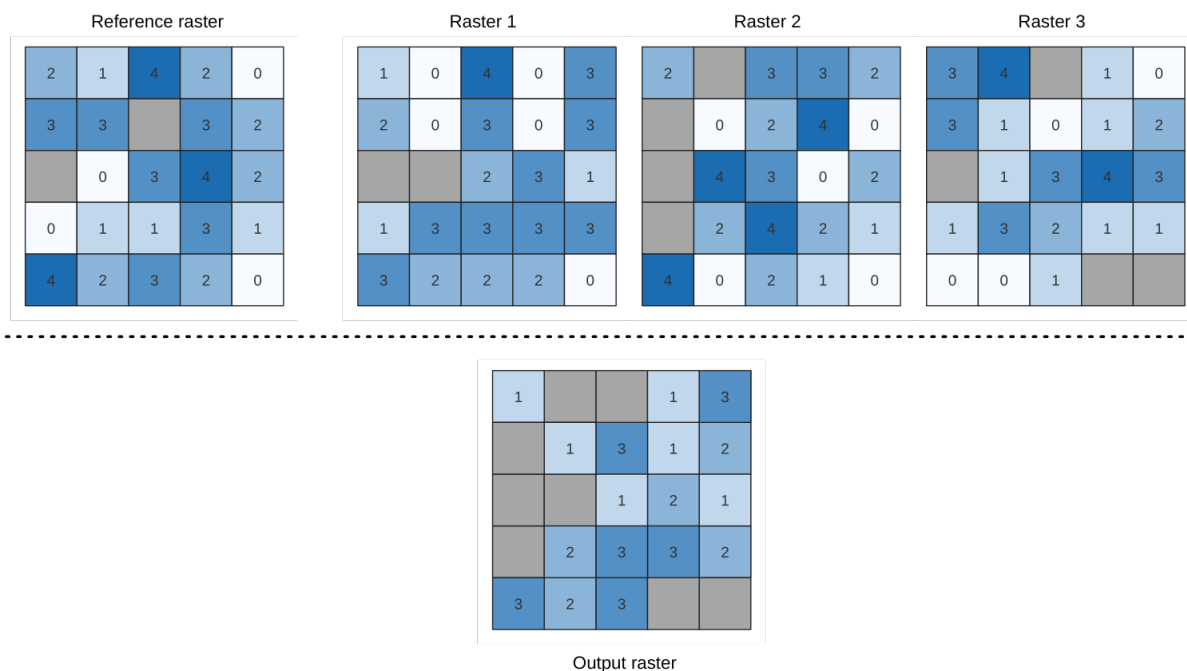 Reference raster Raster 1 Raster 2 Raster 3
2 1 4 2 0 1 0 4 0 3 2 3 3 2 3 4 1 0
3 3 3 2 2 0 3 0 3 0 2 4 0 3 1 0 1 2
0 3 4 2 2 3 1 4 3 0 2 1 3 4 3
0 1 1 3 1 1 3 3 3 3 2 4 2 1 1 3 2 1 1
4 2 3 2 0 3 2 2 2 0 4 0 2 1 0 0 0 1
1 1 3
1 3 1 2
1 2 1
2 3 3 2
3 2 3
Output raster